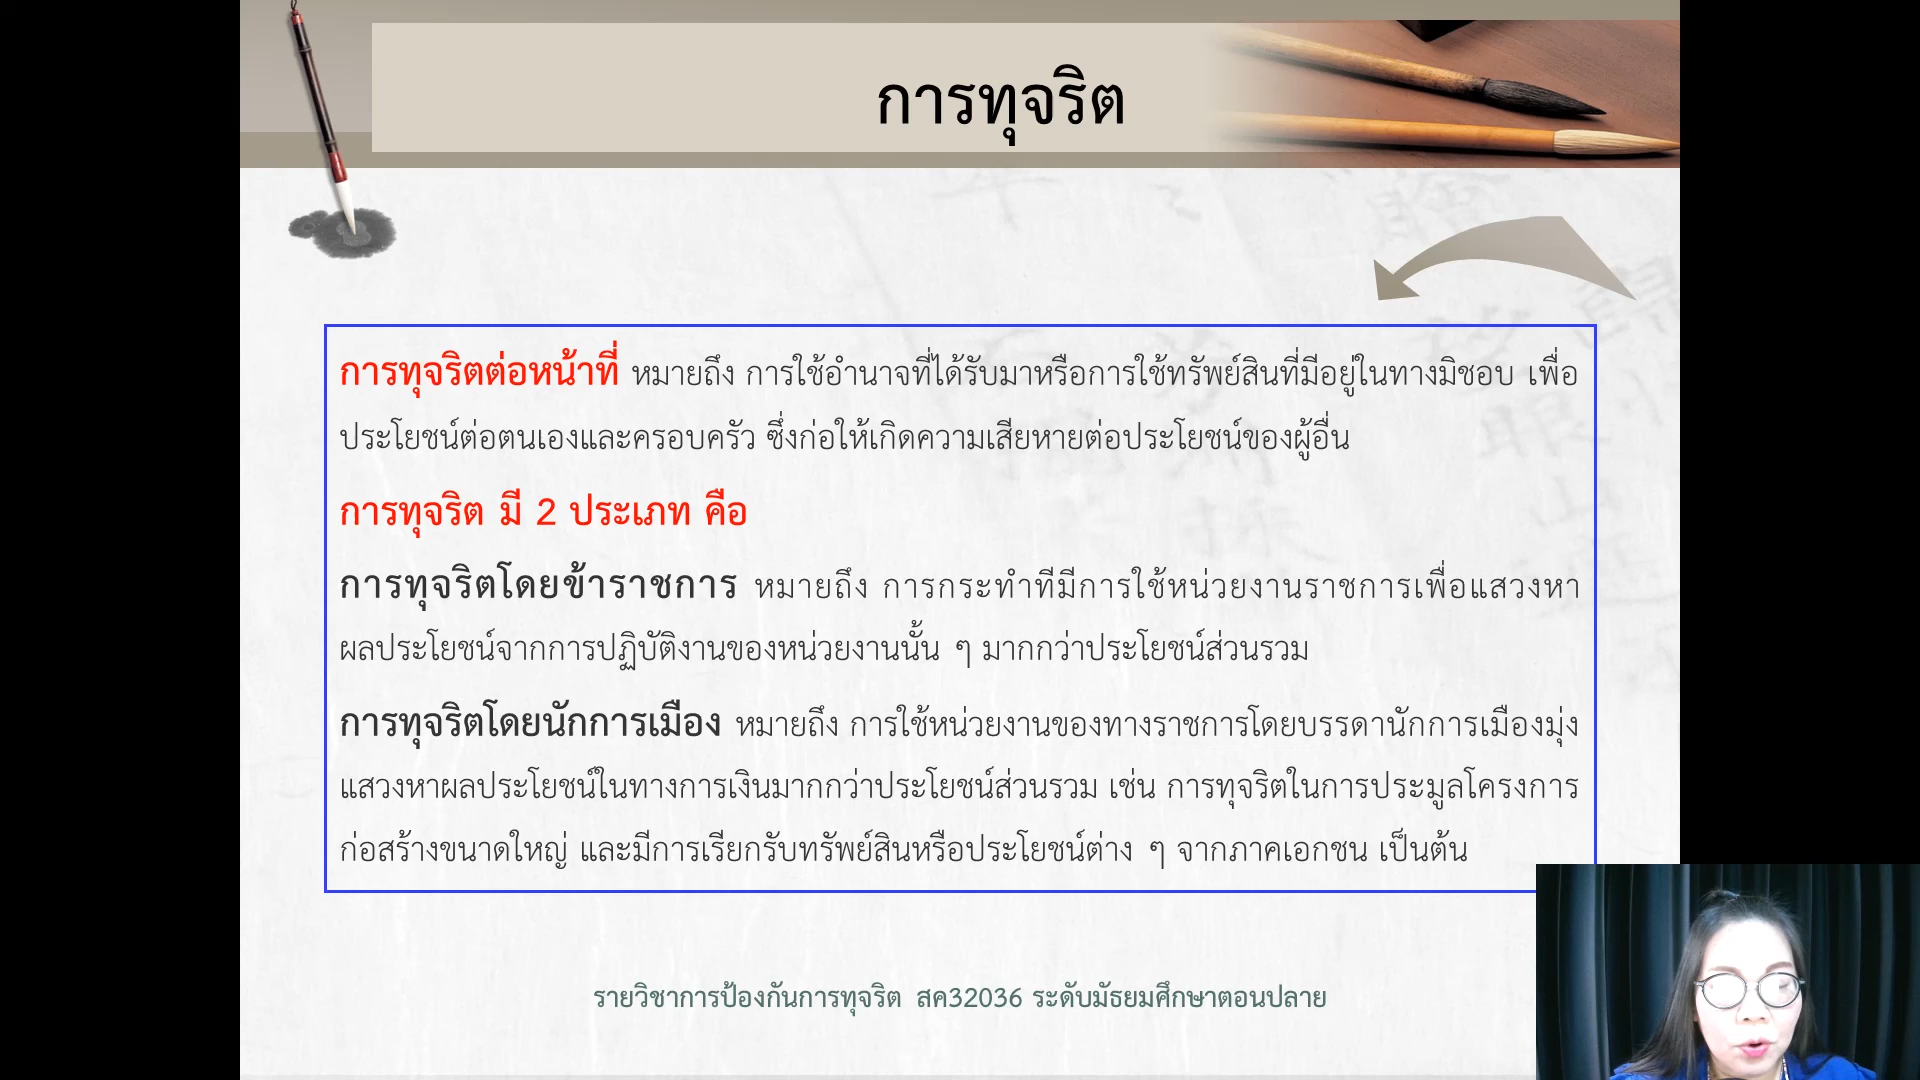 การทุจริต
การทุจริตต่อหน้าที่ หมายถึง การใช้อำนาจที่ได้รับมาหรือการใช้ทรัพย์สินที่มีอยู่ในทางมิชอบ เพื่อ
ประโยชน์ต่อตนเองและครอบครัว ซึ่งก่อให้เกิดความเสียหายต่อประโยชน์ของผู้อื่น
การทุจริต มี 2 ประเภท คือ
การทุจริตโดยข้าราชการ หมายถึง การกระทำทีมีการใช้หน่วยงานราชการเพื่อแสวงหา
ผลประโยชน์จากการปฏิบัติงานของหน่วยงานนั้น ๆ มากกว่าประโยชน์ส่วนรวม
การทุจริตโดยนักการเมือง หมายถึง การใช้หน่วยงานของทางราชการโดยบรรดานักการเมืองมุ่ง
แสวงหาผลประโยชน์ในทางการเงินมากกว่าประโยชน์ส่วนรวม เช่น การทุจริตในการประมูลโครงการ
ก่อสร้างขนาดใหญ่ และมีการเรียกรับทรัพย์สินหรือประโยชน์ต่าง ๆ จากภาคเอกชน เป็นต้น
รายวิชาการป้องกันการทุจริต สค32036 ระดับมัธยมศึกษาตอนปลาย